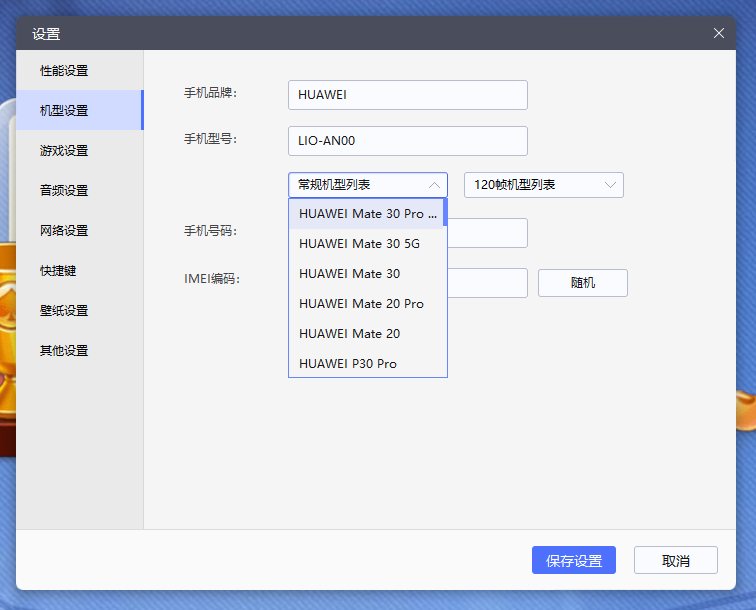 设置
性能设置
机型设置
游戏设置
音频设置
网络设置
快捷键
壁纸设置
其他设置
手机品牌:
HUAWEI
手机型号:
LIO-AN00
常规机型列表
120帧机型列表
HUAWEI Mate 30 Pro ...
HUAWEI Mate 30 5G
HUAWEI Mate 30
HUAWEI Mate 20 Pro
HUAWEI Mate 20
HUAWEI P30 Pro
手机号码:
IMEI编码:
随机
保存设置
取消